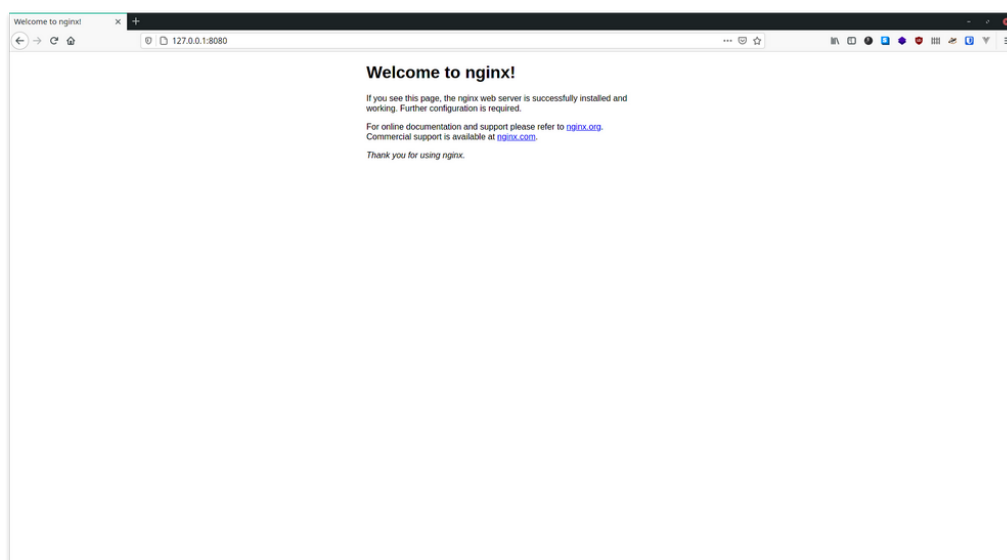 Welcome to nginx!
127.0.0.1:8080
Welcome to nginx!
If you see this page, the nginx web server is successfully installed and
working. Further configuration is required.
For online documentation and support please refer to nginx.org.
Commercial support is available at nginx.com.
Thank you for using nginx.